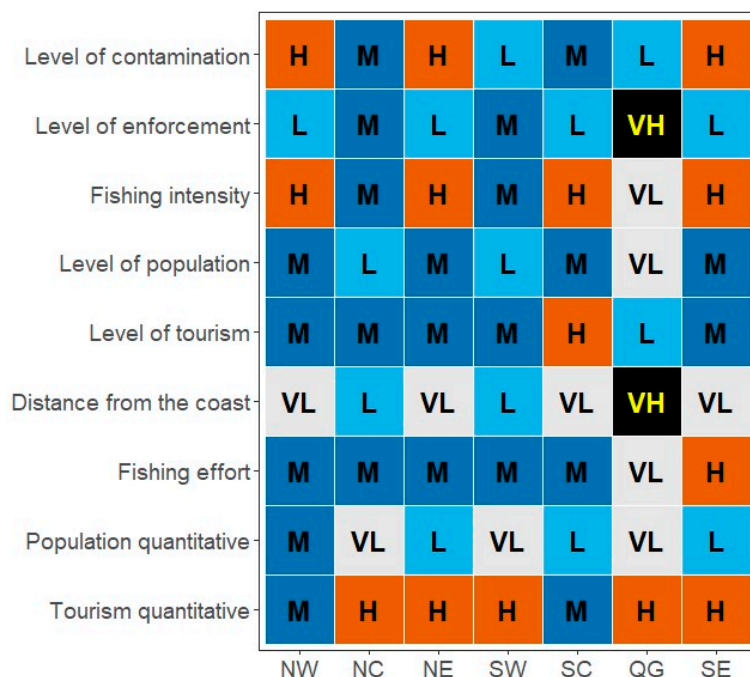 Level of contamination H M H L M L H
Level of enforcement L M L M L VH L
Fishing intensity H M H M H VL H
Level of population M L M L M VL M
Level of tourism M M M M H L M
Distance from the coast VL L VL L VL VH VL
Fishing effort M M M M M VL H
Population quantitative M VL L VL L VL L
Tourism quantitative M H H H M H H
NW NC NE SW SC QG SE